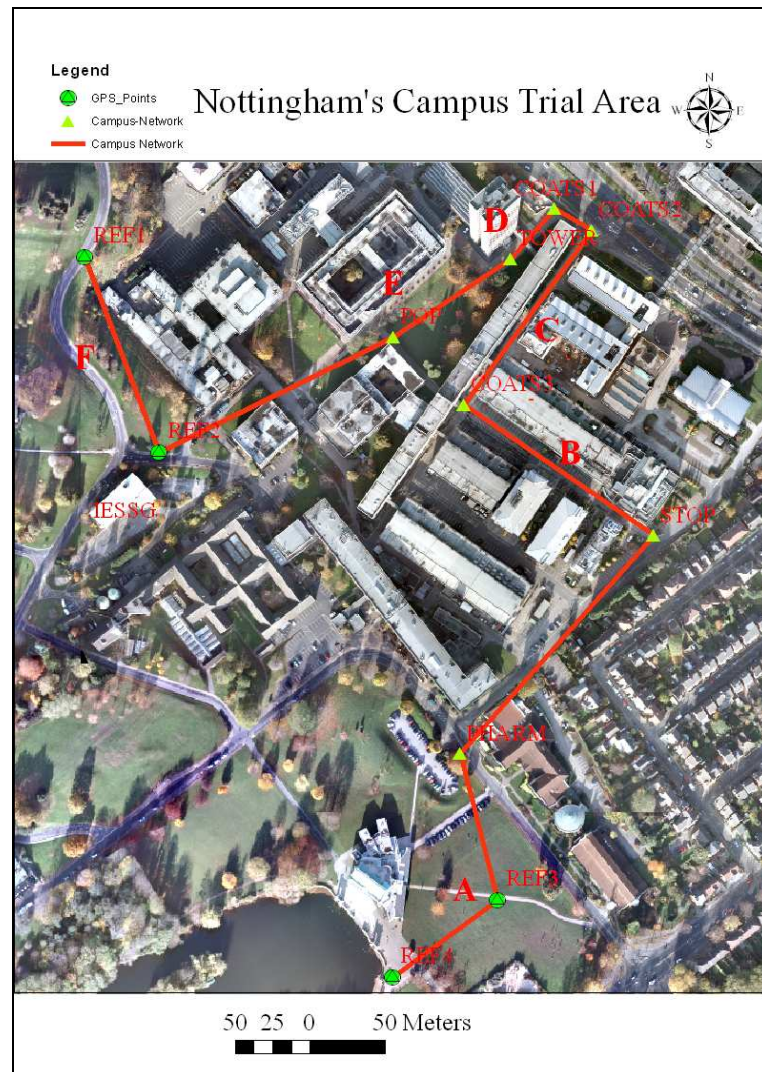 Legend
GPS_Points
Campus-Network
Campus Network
Nottingham's Campus Trial Area
N
W E
S
COATS1
D
COATS2
TOWER
REF1
E
POP
C
F
COATS3
REF2
B
IESSG
STOP
PHARM
A
REF3
REF4
50 25 0 50 Meters